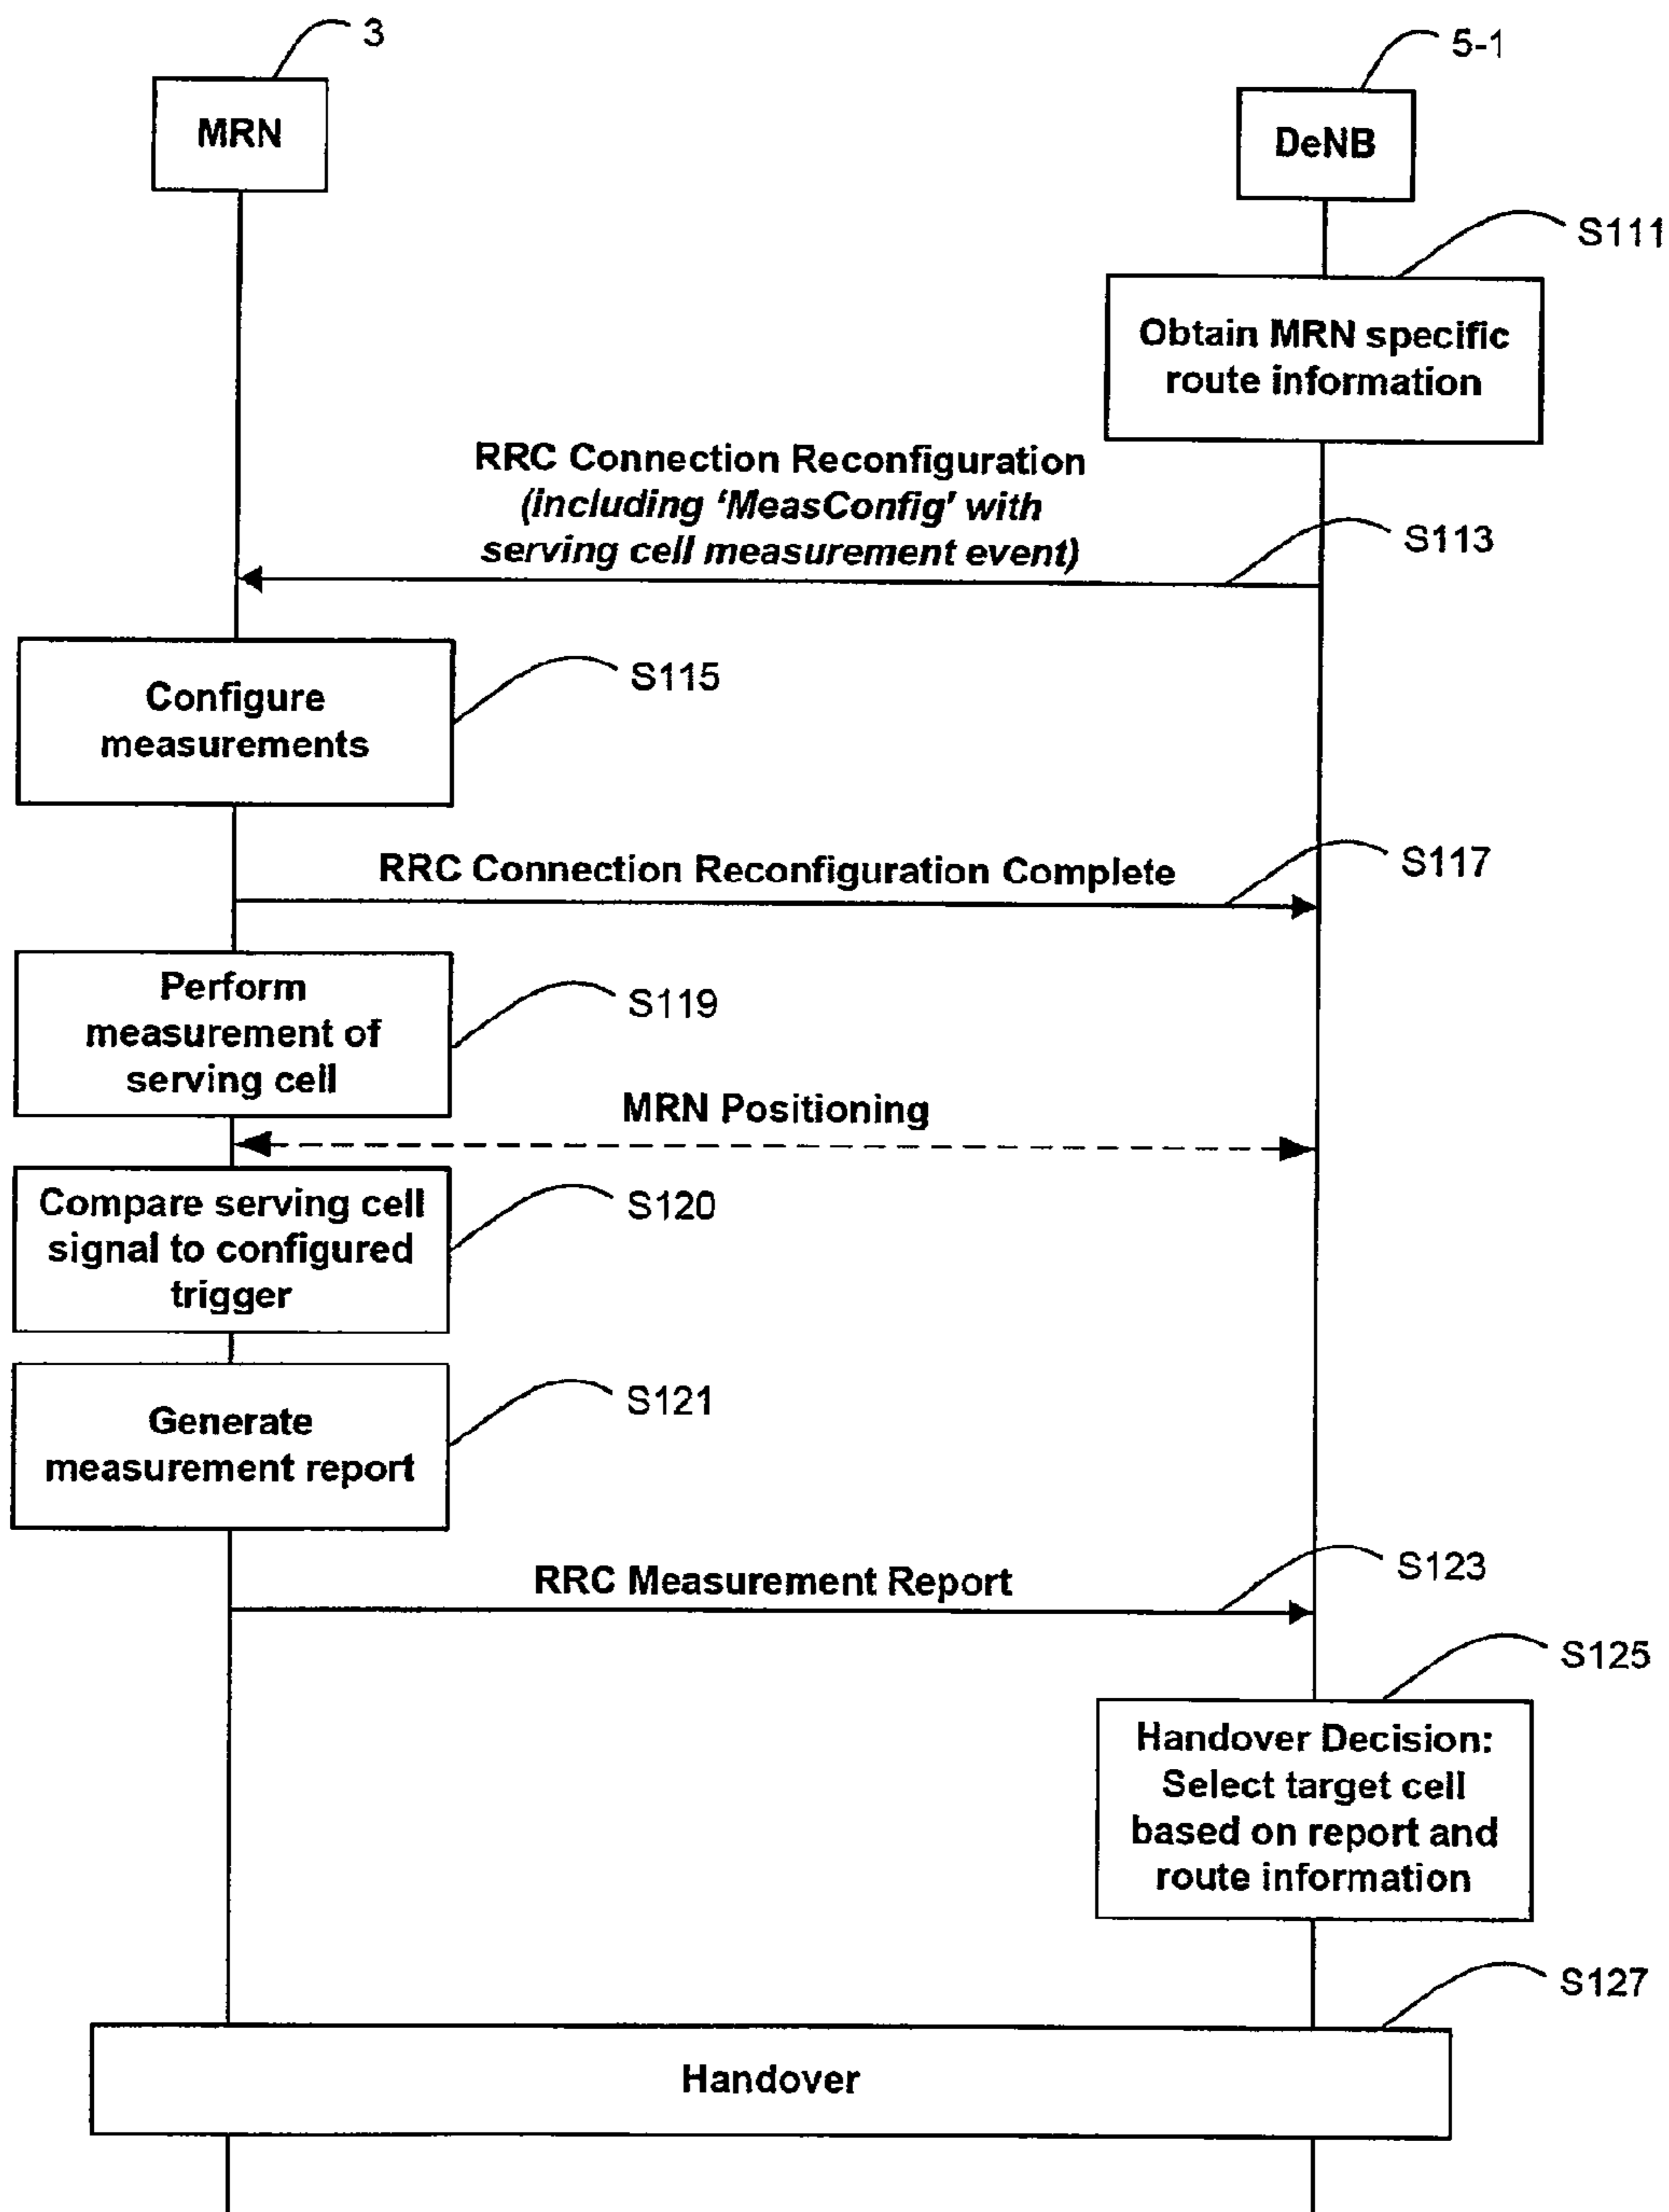 3
5-1
MRN
DeNB
S111
Obtain MRN specific
route information
RRC Connection Reconfiguration
(including ‘MeasConfig’ with
serving cell measurement event)
S113
Configure
measurements
S115
RRC Connection Reconfiguration Complete
S117
Perform
measurement of
serving cell
S119
MRN Positioning
Compare serving cell
signal to configured
trigger
S120
Generate
measurement report
S121
RRC Measurement Report
S123
S125
Handover Decision:
Select target cell
based on report and
route information
S127
Handover